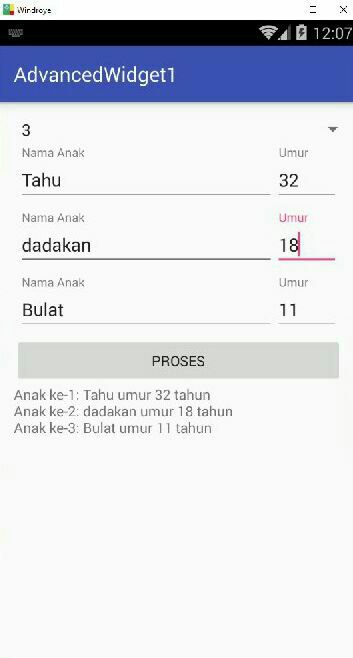 Windroye
12:07
AdvancedWidget1
3
Nama Anak Umur
Tahu 32
Nama Anak Umur
dadakan 18
Nama Anak Umur
Bulat 11
PROSES
Anak ke-1: Tahu umur 32 tahun
Anak ke-2: dadakan umur 18 tahun
Anak ke-3: Bulat umur 11 tahun